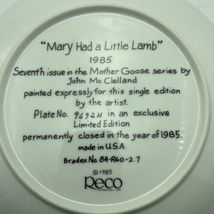 "Mary Had a Little Lamb"
1985
Seventh issue in the Mother Goose series by
John McClelland
painted expressly for this single edition
by the artist.
Plate No. 9692H in an exclusive
Limited Edition
permanently closed in the year of 1985.
made in U.S.A.
Bradex No. 84-R60-2.7
©1985
Reco